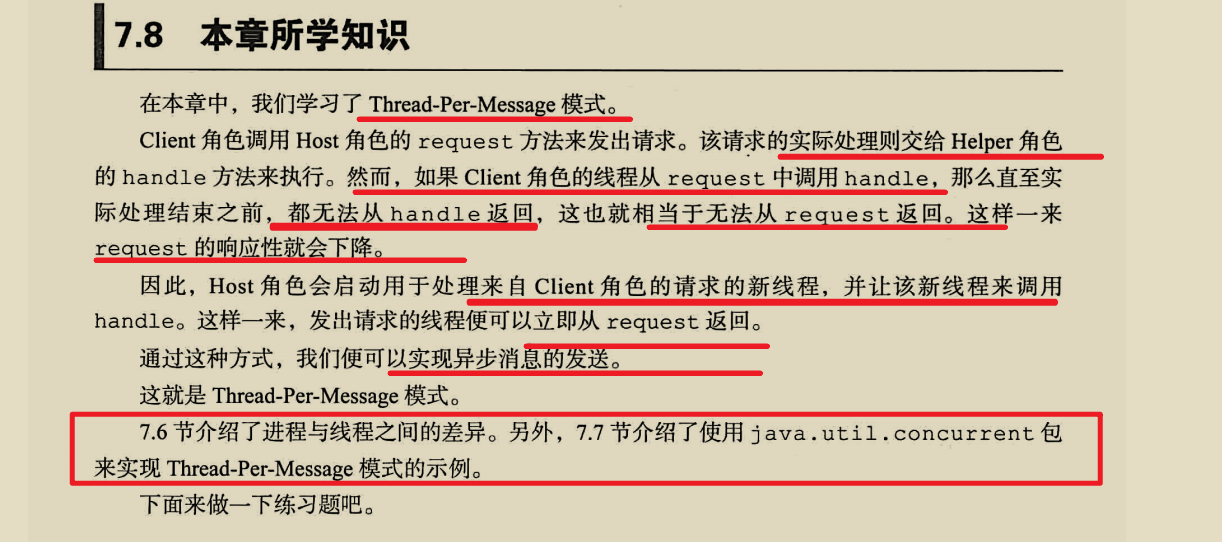 7.8 本章所学知识
在本章中，我们学习了 Thread-Per-Message 模式。
Client 角色调用 Host 角色的 request 方法来发出请求。该请求的实际处理则交给 Helper 角色
的 handle 方法来执行。然而，如果 Client 角色的线程从 request 中调用 handle，那么直至实
际处理结束之前，都无法从 handle 返回，这也就相当于无法从 request 返回。这样一来
request 的响应性就会下降。
因此，Host 角色会启动用于处理来自 Client 角色的请求的新线程，并让该新线程来调用
handle。这样一来，发出请求的线程便可以立即从 request 返回。
通过这种方式，我们便可以实现异步消息的发送。
这就是 Thread-Per-Message 模式。
7.6 节介绍了进程与线程之间的差异。另外，7.7 节介绍了使用 java.util.concurrent 包
来实现 Thread-Per-Message 模式的示例。
下面来做一下练习题吧。